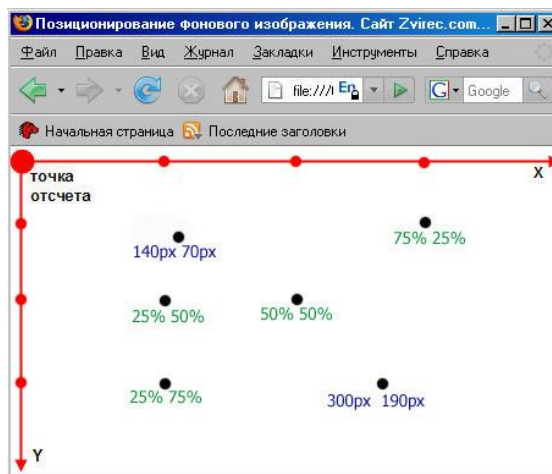 Позиционирование фонового изображения. Сайт Zvirec.com...
Файл Правка Вид Журнал Закладки Инструменты Справка
file:/// En G Google
Начальная страница Последние заголовки
X
точка
отсчета
75% 25%
140px 70px
25% 50% 50% 50%
25% 75% 300px 190px
Y